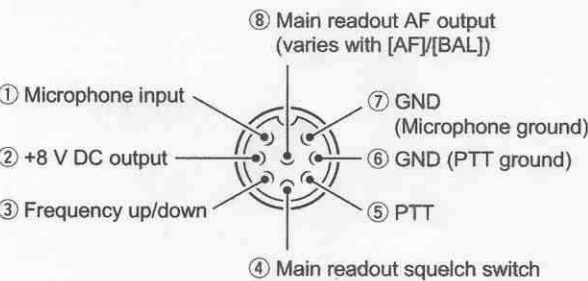 ⑧ Main readout AF output
(varies with [AF]/[BAL])
① Microphone input
⑦ GND
(Microphone ground)
② +8 V DC output
⑥ GND (PTT ground)
③ Frequency up/down
⑤ PTT
④ Main readout squelch switch